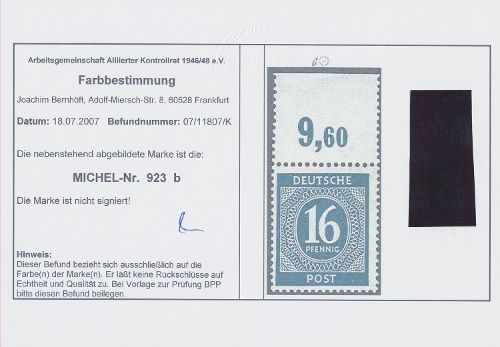 Arbeitsgemeinschaft Alliierter Kontrollrat 1946/48 e.V.
Farbbestimmung
Joachim Bernhöft, Adolf-Miersch-Str. 8, 60528 Frankfurt
Datum: 18.07.2007 Befundnummer: 07/11807/K
Die nebenstehend abgebildete Marke ist die:
MICHEL-Nr. 923 b
Die Marke ist nicht signiert!
Hinweis:
Dieser Befund bezieht sich ausschließlich auf die
Farbe(n) der Marke(n). Er läßt keine Rückschlüsse auf
Echtheit und Qualität zu. Bei Vorlage zur Prüfung BPP
bitte diesen Befund beilegen.
9,60
DEUTSCHE
16
PFENNIG
POST